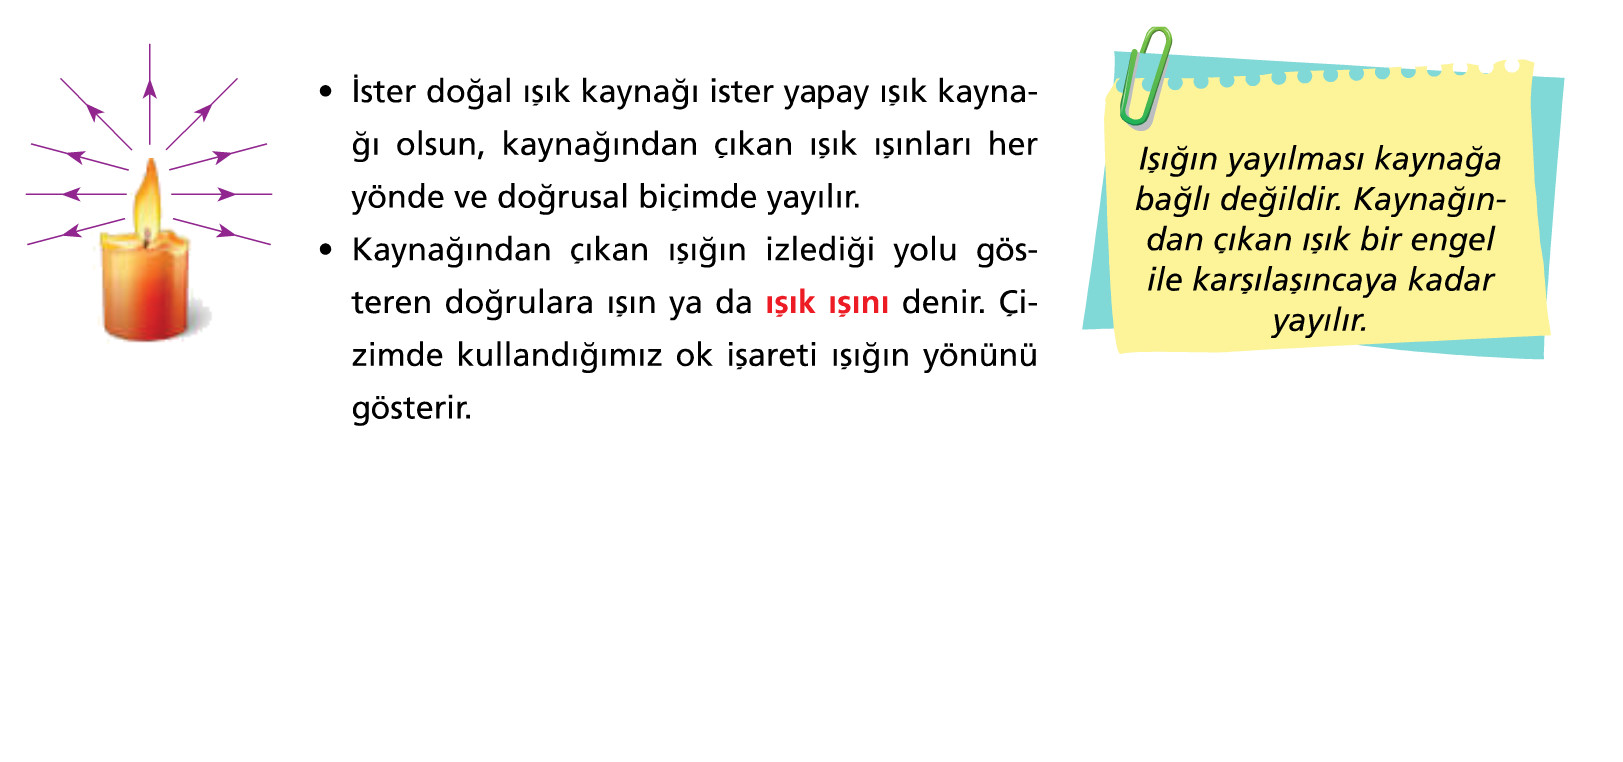 • İster doğal ışık kaynağı ister yapay ışık kayna-
ğı olsun, kaynağından çıkan ışık ışınları her
yönde ve doğrusal biçimde yayılır.
• Kaynağından çıkan ışığın izlediği yolu gös-
teren doğrulara ışın ya da ışık ışını denir. Çi-
zimde kullandığımız ok işareti ışığın yönünü
gösterir.
Işığın yayılması kaynağa
bağlı değildir. Kaynağın-
dan çıkan ışık bir engel
ile karşılaşıncaya kadar
yayılır.